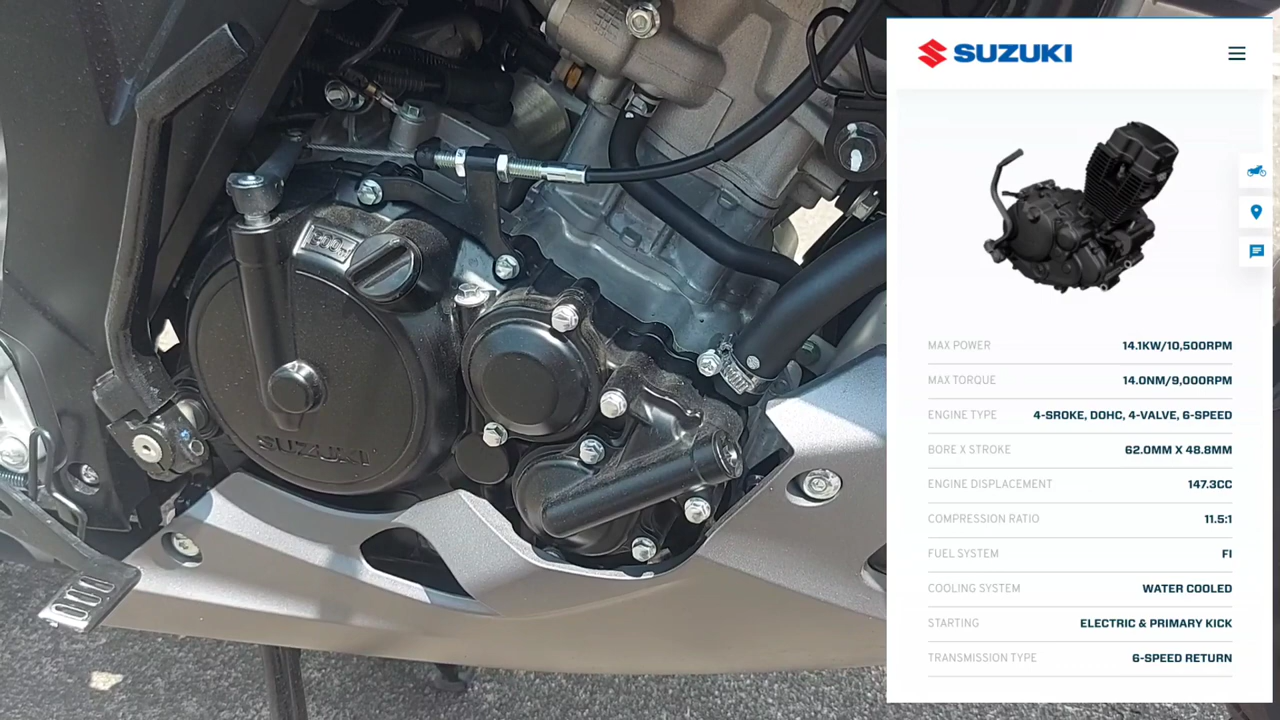 SUZUKI
SUZUKI
MAX POWER 14.1KW/10,500RPM
MAX TORQUE 14.0NM/9,000RPM
ENGINE TYPE 4-SROKE, DOHC, 4-VALVE, 6-SPEED
BORE X STROKE 62.0MM X 48.8MM
ENGINE DISPLACEMENT 147.3CC
COMPRESSION RATIO 11.5:1
FUEL SYSTEM FI
COOLING SYSTEM WATER COOLED
STARTING ELECTRIC & PRIMARY KICK
TRANSMISSION TYPE 6-SPEED RETURN